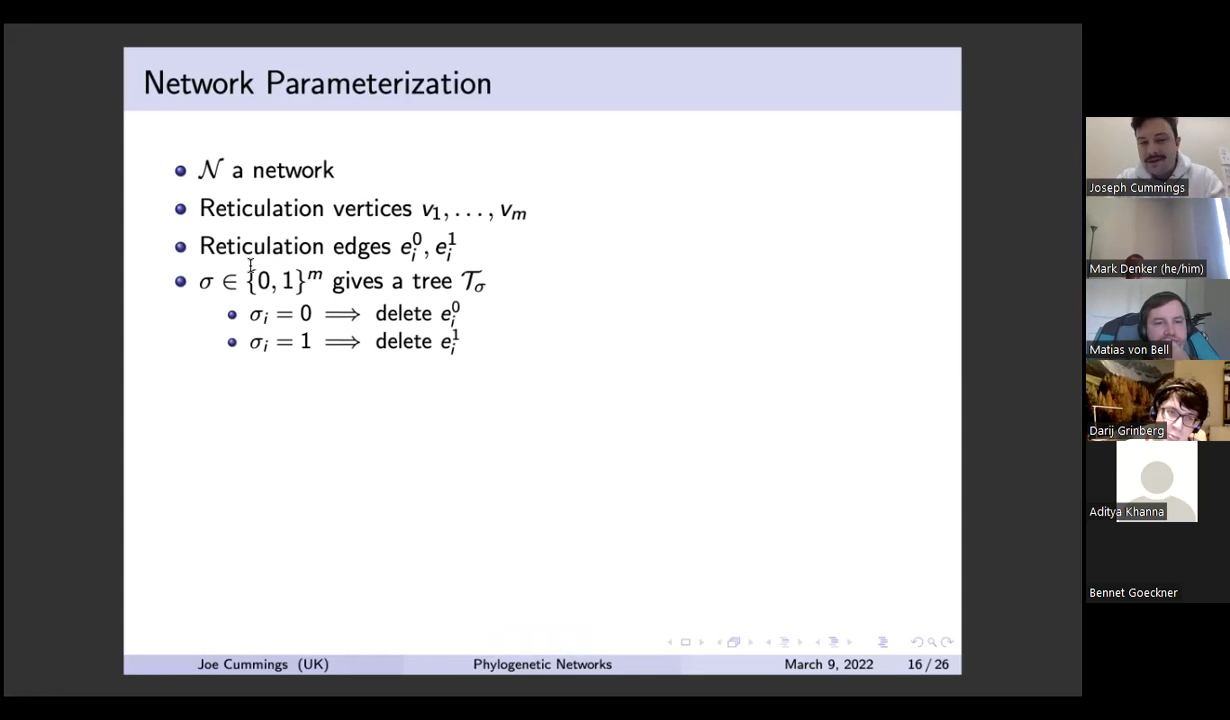 Network Parameterization
𝒩 a network
Reticulation vertices v₁, . . . , vₘ
Reticulation edges eᵢ⁰, eᵢ¹
σ ∈ {0, 1}ᵐ gives a tree 𝒯σ
σᵢ = 0 ⟹ delete eᵢ⁰
σᵢ = 1 ⟹ delete eᵢ¹
Joe Cummings (UK) Phylogenetic Networks March 9, 2022 16 / 26
Joseph Cummings
Mark Denker (he/him)
Matias von Bell
Darij Grinberg
Aditya Khanna
Bennet Goeckner